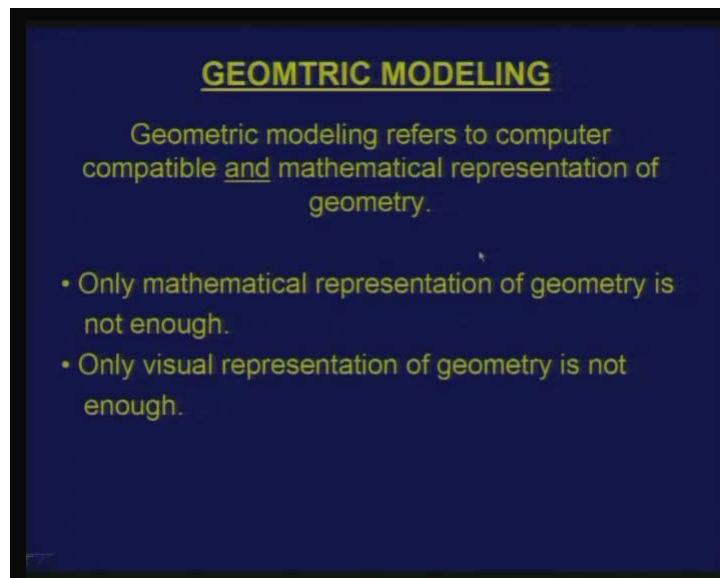 GEOMTRIC MODELING
Geometric modeling refers to computer
compatible and mathematical representation of
geometry.
• Only mathematical representation of geometry is
not enough.
• Only visual representation of geometry is not
enough.